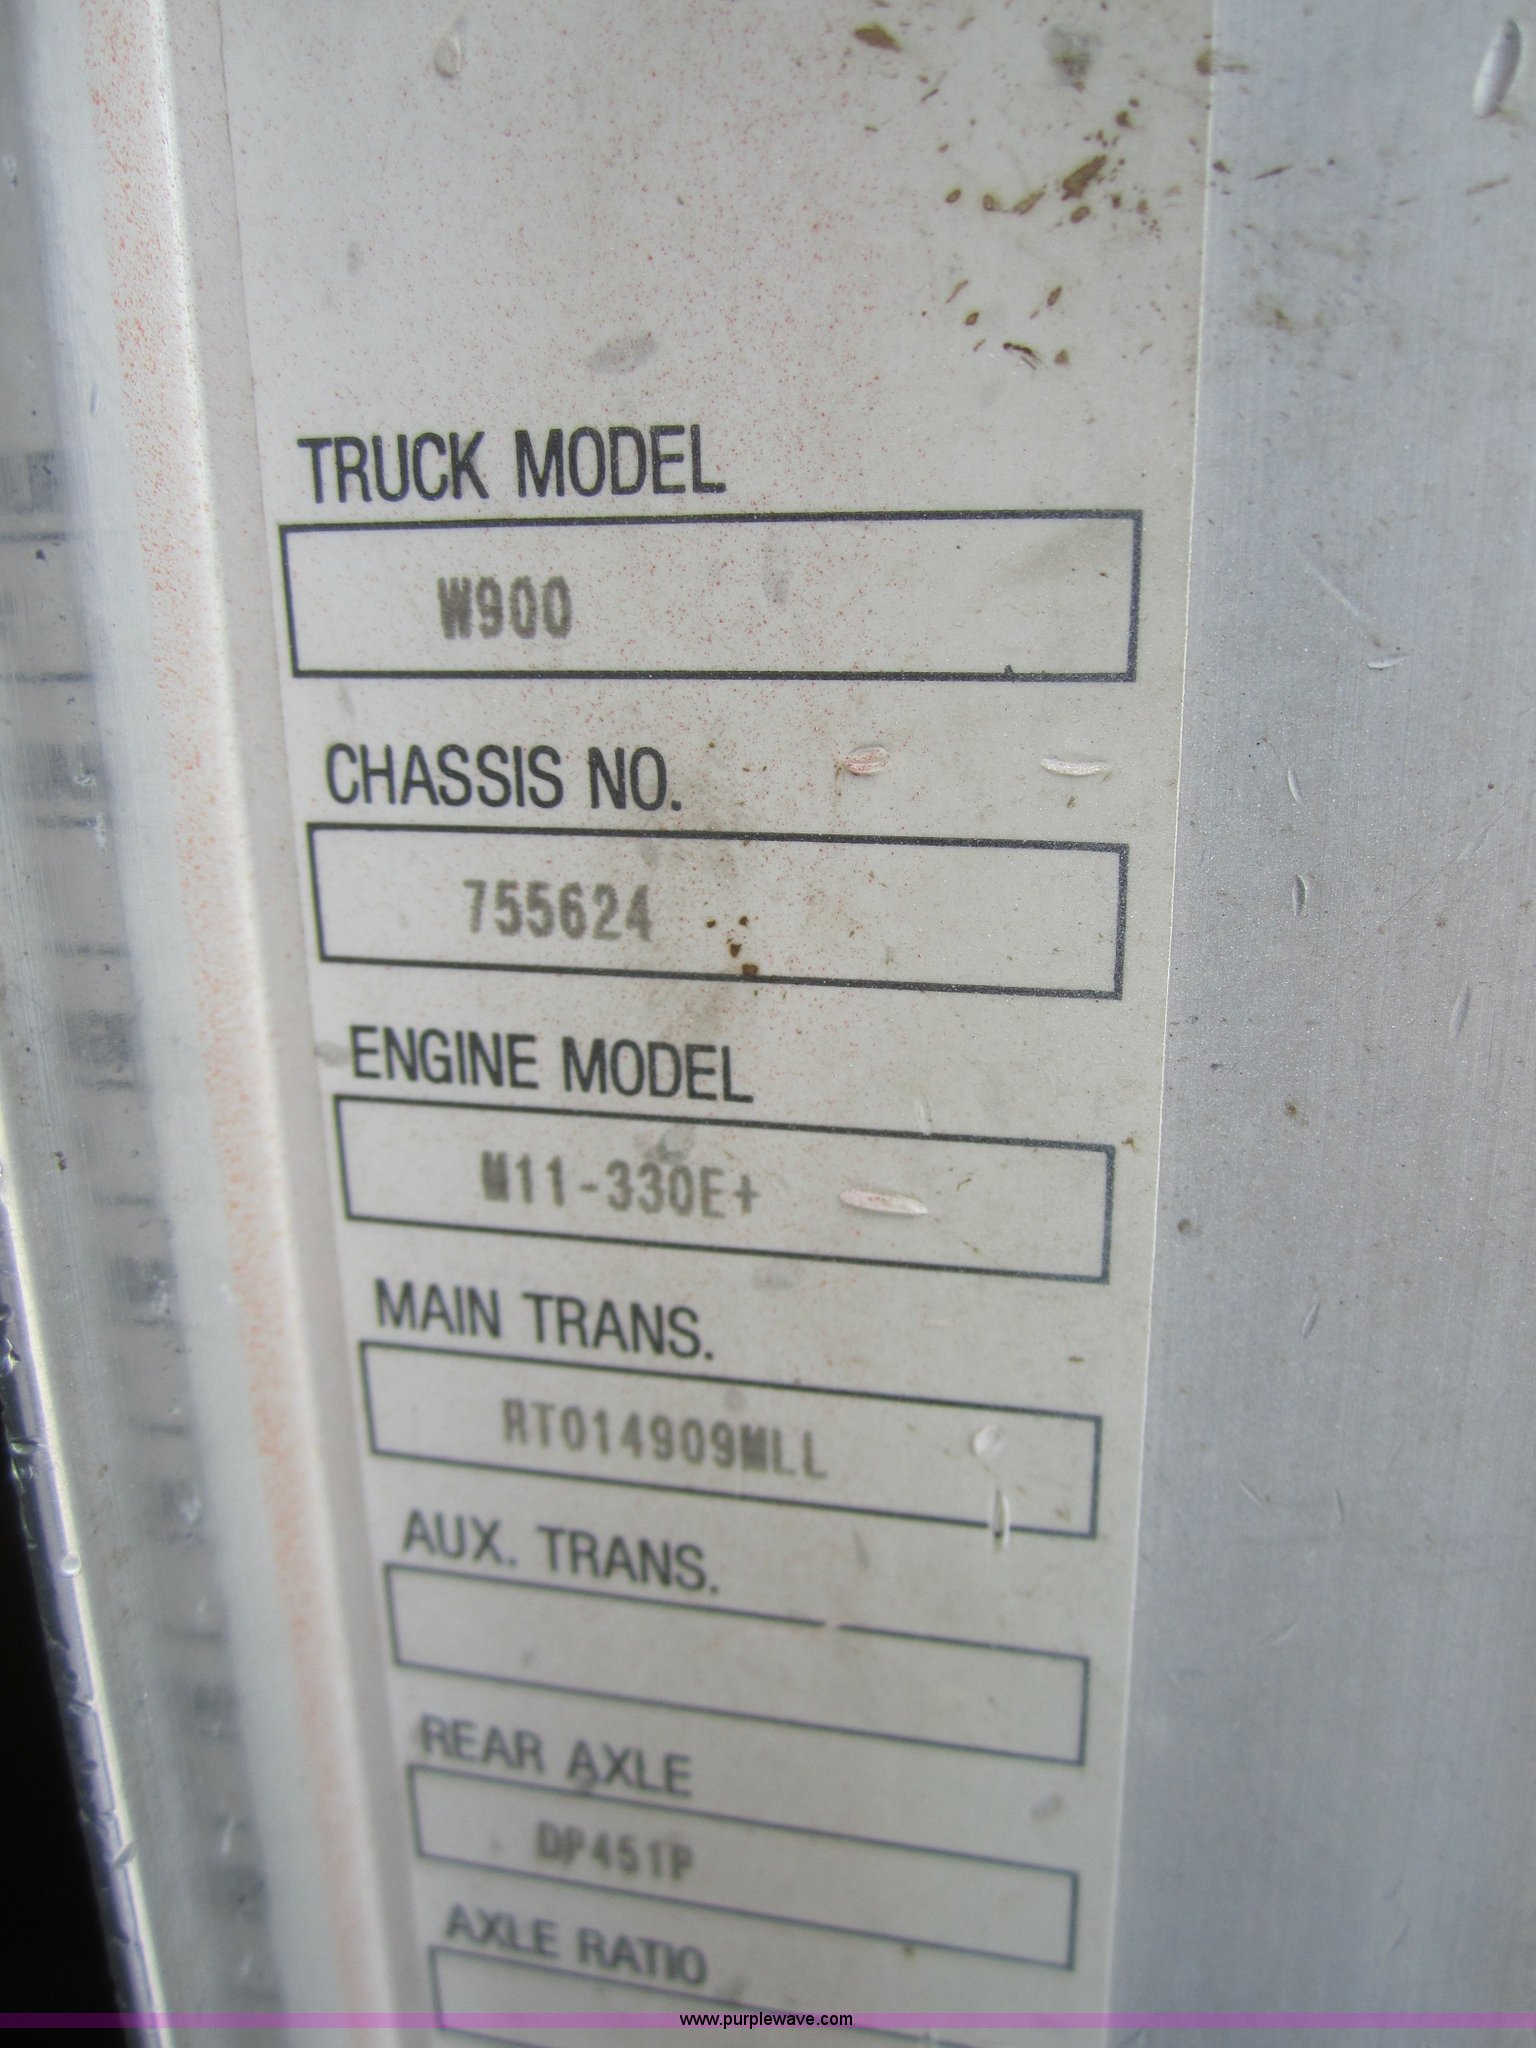 TRUCK MODEL
W900
CHASSIS NO.
755624
ENGINE MODEL
M11-330E+
MAIN TRANS.
RTO14909MLL
AUX. TRANS.
REAR AXLE
DP451P
AXLE RATIO
www.purplewave.com